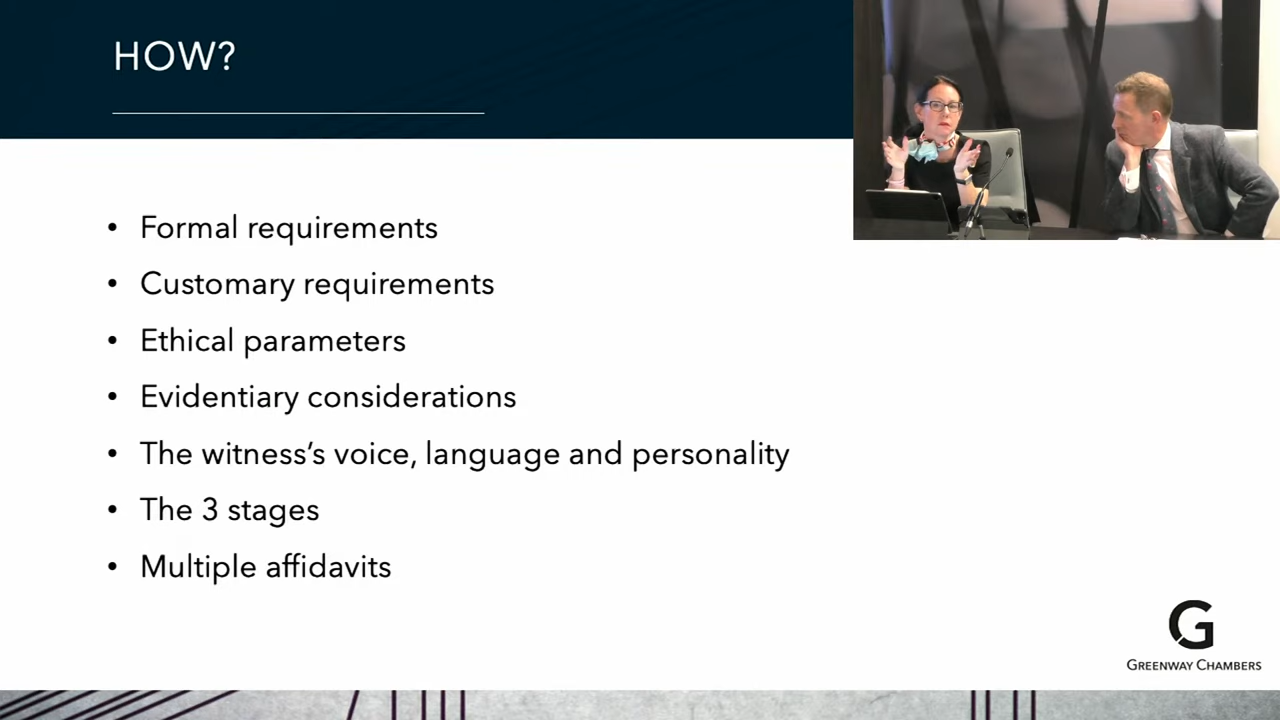 HOW?
• Formal requirements
• Customary requirements
• Ethical parameters
• Evidentiary considerations
• The witness’s voice, language and personality
• The 3 stages
• Multiple affidavits
G
GREENWAY CHAMBERS